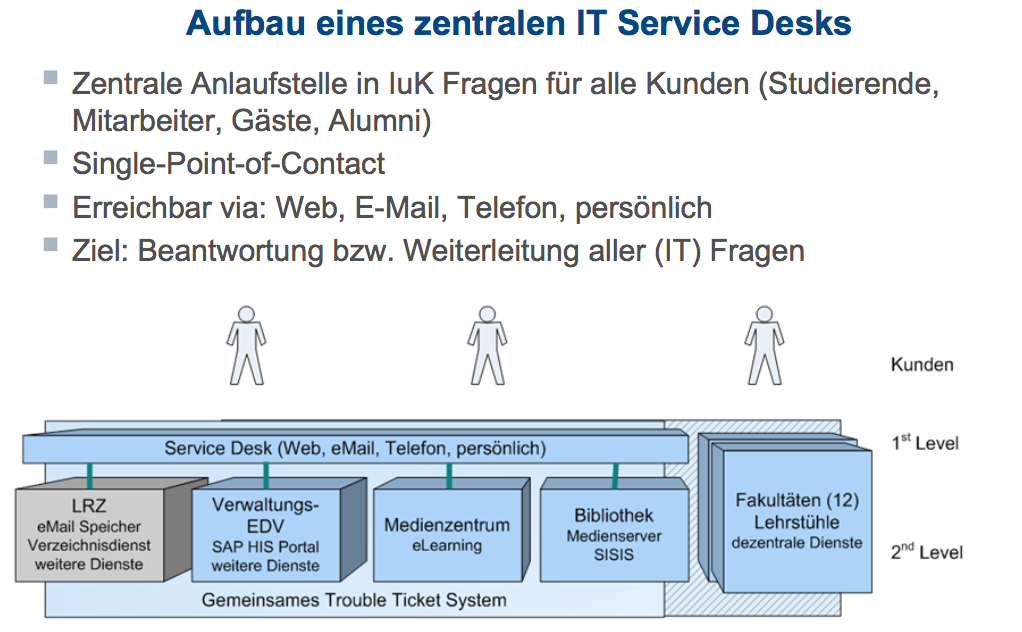 Aufbau eines zentralen IT Service Desks
Zentrale Anlaufstelle in IuK Fragen für alle Kunden (Studierende,
Mitarbeiter, Gäste, Alumni)
Single-Point-of-Contact
Erreichbar via: Web, E-Mail, Telefon, persönlich
Ziel: Beantwortung bzw. Weiterleitung aller (IT) Fragen
Kunden
Service Desk (Web, eMail, Telefon, persönlich)
1st Level
LRZ
eMail Speicher
Verzeichnisdienst
weitere Dienste
Verwaltungs-
EDV
SAP HIS Portal
weitere Dienste
Medienzentrum
eLearning
Bibliothek
Medienserver
SISIS
Fakultäten (12)
Lehrstühle
dezentrale Dienste
2nd Level
Gemeinsames Trouble Ticket System